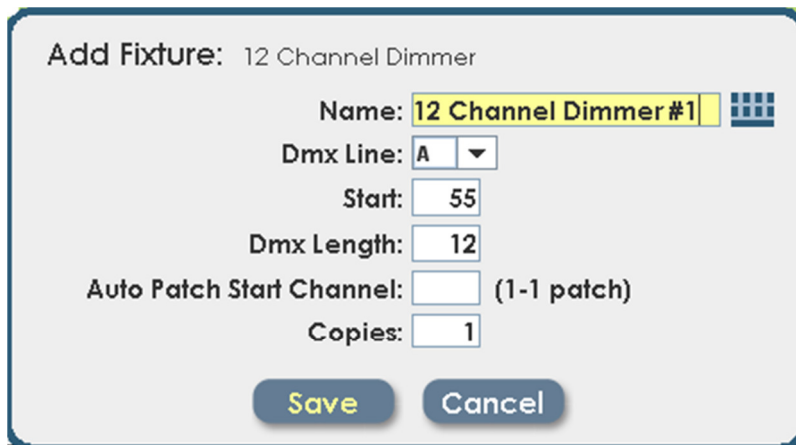 Add Fixture: 12 Channel Dimmer
Name: 12 Channel Dimmer #1
Dmx Line: A
Start: 55
Dmx Length: 12
Auto Patch Start Channel: (1-1 patch)
Copies: 1
Save Cancel